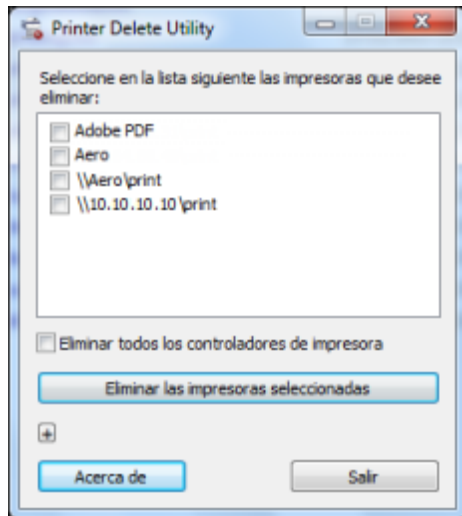 Printer Delete Utility
Seleccione en la lista siguiente las impresoras que desee
eliminar:
Adobe PDF
Aero
\\Aero\print
\\10.10.10.10\print
Eliminar todos los controladores de impresora
Eliminar las impresoras seleccionadas
Acerca de
Salir